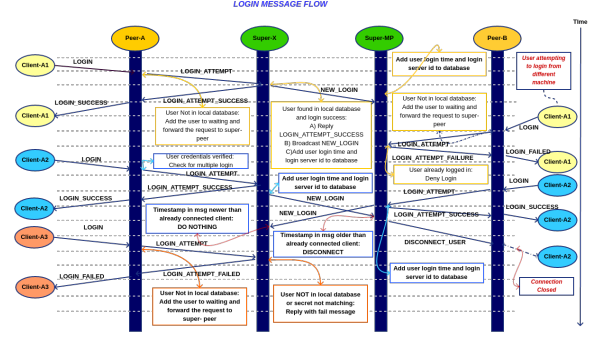 LOGIN MESSAGE FLOW
Time
Peer-A
Super-X
Super-MP
Peer-B
Client-A1
LOGIN
LOGIN_ATTEMPT
Add user login time and login
server id to database
User attempting
to login from
different
machine
NEW_LOGIN
Client-A1
LOGIN_SUCCESS
LOGIN_ATTEMPT_SUCCESS
User Not in local database
Add the user to waiting and
forward the request to super-
peer
User found in local database
and login success:
A) Reply
LOGIN_ATTEMPT_SUCCESS
B) Broadcast NEW_LOGIN
C)Add user login time and
login server id to database
User Not in local database:
Add the user to waiting and
forward the request to super-
peer
Client-A1
LOGIN
LOGIN_ATTEMPT
LOGIN_ATTEMPT_FAILURE
LOGIN_FAILED
Client-A1
User already logged in:
Deny Login
Client-A2
LOGIN
User credentials verified:
Check for multiple login
LOGIN_ATTEMPT
Add user login time and login
server id to database
LOGIN
Client-A2
LOGIN_ATTEMPT_SUCCESS
LOGIN_ATTEMPT
LOGIN_SUCCESS
NEW_LOGIN
Client-A2
LOGIN_SUCCESS
Client-A2
Timestamp in msg newer than
already connected client:
DO NOTHING
NEW_LOGIN
LOGIN_ATTEMPT_SUCCESS
LOGIN
Client-A3
LOGIN_ATTEMPT
Timestamp in msg older than
already connected client:
DISCONNECT
DISCONNECT_USER
Client-A2
LOGIN_FAILED
LOGIN_ATTEMPT_FAILED
Add user login time and login
server id to database
Client-A3
Connection
Closed
User Not in local database:
Add the user to waiting and
forward the request to
super- peer
User NOT in local database
or secret not matching:
Reply with fail message